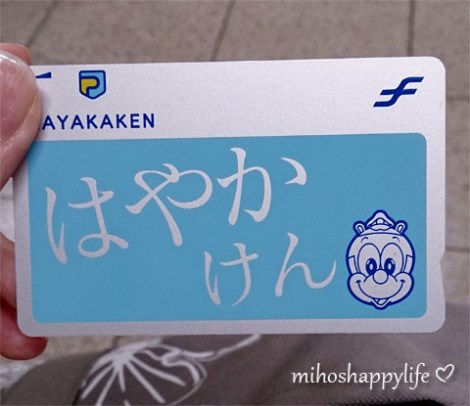 AYAKAKEN
はやか
けん
mihoshappylife ♡